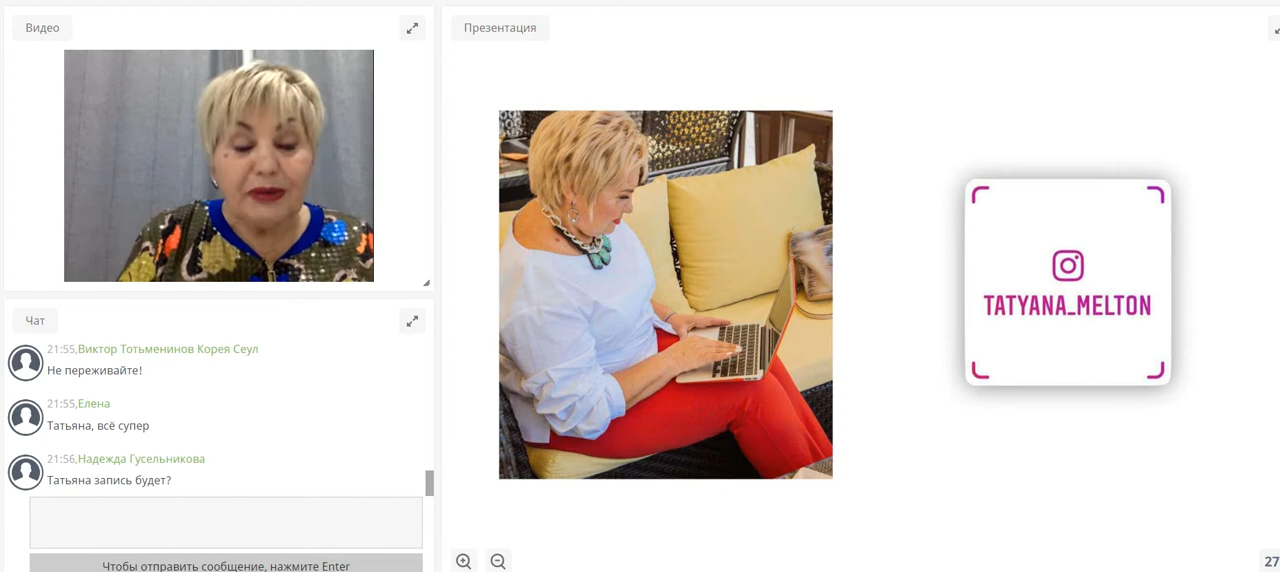 Видео
Презентация
TATYANA_MELTON
Чат
21:55,Виктор Тотьменинов Корея Сеул
Не переживайте!
21:55,Елена
Татьяна, всё супер
21:56,Надежда Гусельникова
Татьяна запись будет?
Чтобы отправить сообщение, нажмите Enter
27